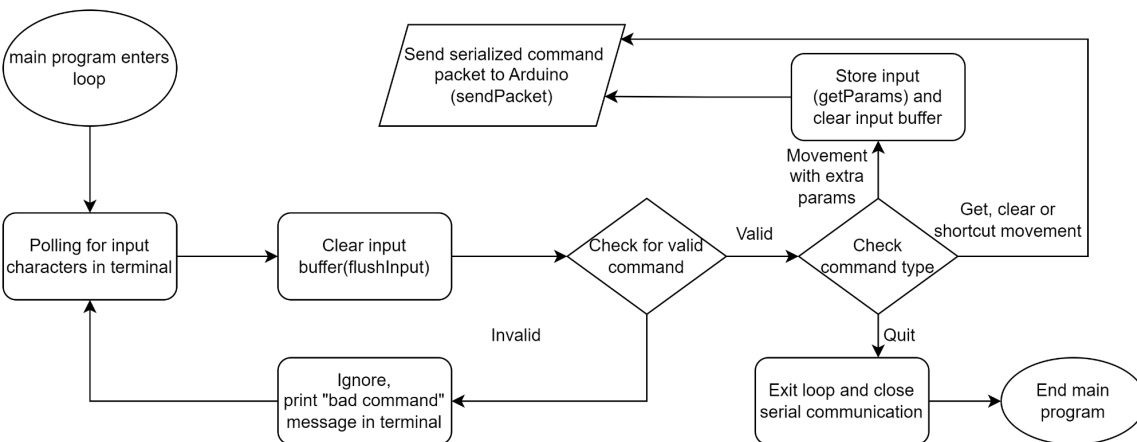 main program enters
loop
Send serialized command
packet to Arduino
(sendPacket)
Store input
(getParams) and
clear input buffer
Movement
with extra
params
Get, clear or
shortcut movement
Polling for input
characters in terminal
Clear input
buffer(flushInput)
Check for valid
command
Valid
Check
command type
Invalid
Quit
Ignore,
print "bad command"
message in terminal
Exit loop and close
serial communication
End main
program